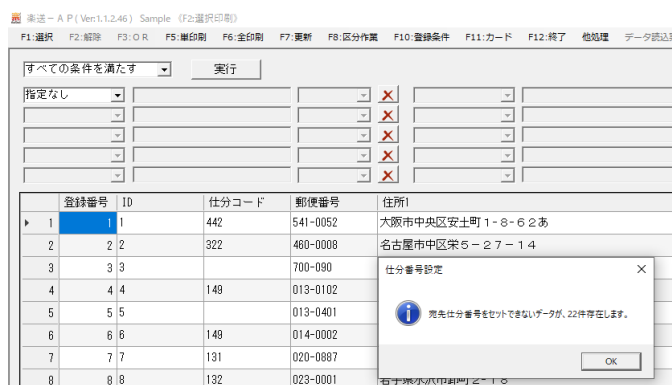 楽送－ＡＰ( Ver:1.1.2.46) Sample 《F2:選択印刷》
F1:選択 F2:解除 F3:ＯＲ F5:単印刷 F6:全印刷 F7:更新 F8:区分作業 F10:登録条件 F11:カード F12:終了 他処理 データ読込
すべての条件を満たす 実行
指定なし
登録番号 ID 仕分コード 郵便番号 住所1
1 1 1 442 541-0052 大阪市中央区安土町１-８-６２あ
2 2 2 322 460-0008 名古屋市中区栄５－２７－１４
3 3 3 700-090
4 4 4 149 013-0102
5 5 5 013-0401
6 6 6 149 014-0002
7 7 7 131 020-0887
8 8 8 132 023-0001 岩手県水沢市卸町２-１８
仕分番号設定
宛先仕分番号をセットできないデータが、22件存在します。
OK